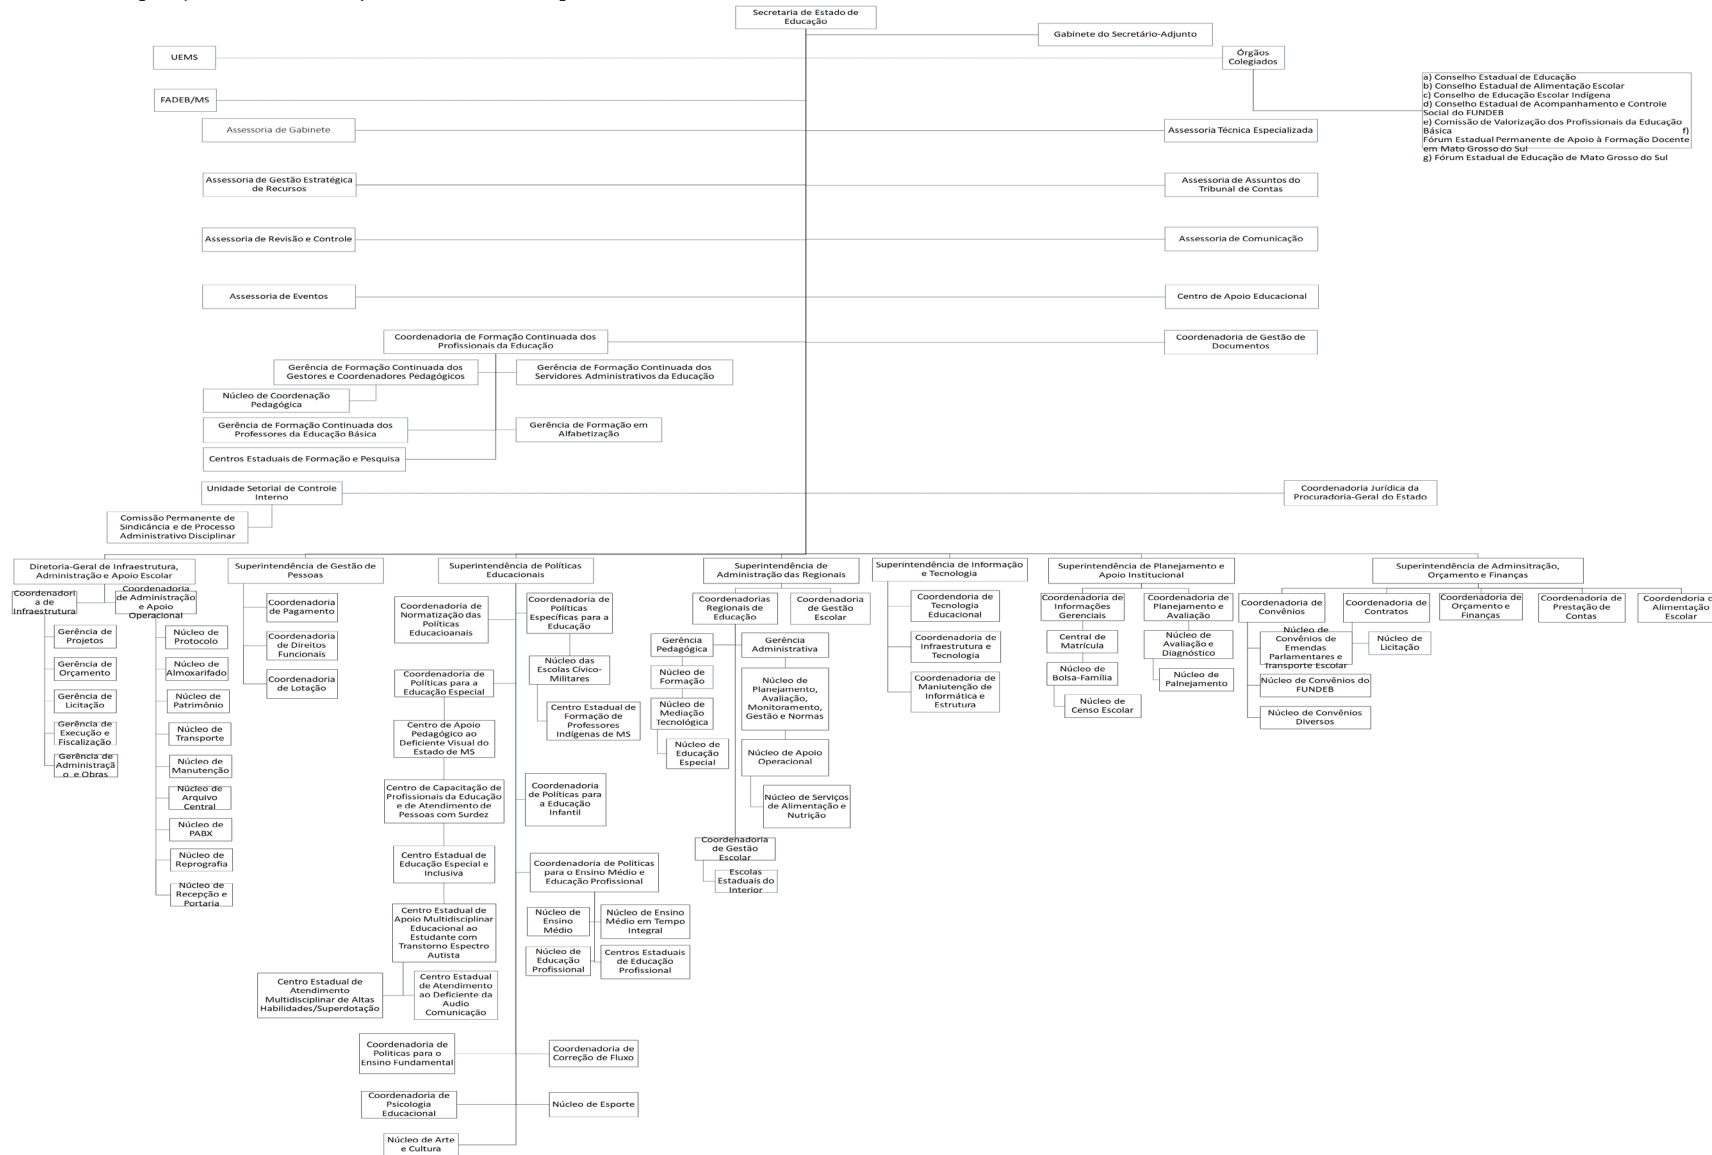 Secretaria de Estado de
Educação
Gabinete do Secretário-Adjunto
UEMS
Órgãos
Colegiados
a) Conselho Estadual de Educação
b) Conselho Estadual de Alimentação Escolar
c) Conselho de Educação Escolar Indígena
d) Conselho Estadual de Acompanhamento e Controle
Social do FUNDEB
e) Comissão de Valorização dos Profissionais da Educação
Básica f)
Fórum Estadual Permanente de Apoio à Formação Docente
em Mato Grosso do Sul
g) Fórum Estadual de Educação de Mato Grosso do Sul
FADEB/MS
Assessoria de Gabinete
Assessoria Técnica Especializada
Assessoria de Gestão Estratégica
de Recursos
Assessoria de Assuntos do
Tribunal de Contas
Assessoria de Revisão e Controle
Assessoria de Comunicação
Assessoria de Eventos
Centro de Apoio Educacional
Coordenadoria de Formação Continuada dos
Profissionais da Educação
Coordenadoria de Gestão de
Documentos
Gerência de Formação Continuada dos
Gestores e Coordenadores Pedagógicos
Gerência de Formação Continuada dos
Servidores Administrativos da Educação
Núcleo de Coordenação
Pedagógica
Gerência de Formação Continuada dos
Professores da Educação Básica
Gerência de Formação em
Alfabetização
Centros Estaduais de Formação e Pesquisa
Unidade Setorial de Controle
Interno
Coordenadoria Jurídica da
Procuradoria-Geral do Estado
Comissão Permanente de
Sindicância e de Processo
Administrativo Disciplinar
Diretoria-Geral de Infraestrutura,
Administração e Apoio Escolar
Coordenadori
a de
Infraestrutura
Coordenadoria
de Administração
e Apoio
Operacional
Gerência de
Projetos
Gerência de
Orçamento
Gerência de
Licitação
Gerência de
Execução e
Fiscalização
Gerência de
Administraçã
o e Obras
Núcleo de
Protocolo
Núcleo de
Almoxarifado
Núcleo de
Patrimônio
Núcleo de
Transporte
Núcleo de
Manutenção
Núcleo de
Arquivo
Central
Núcleo de
PABX
Núcleo de
Reprografia
Núcleo de
Recepção e
Portaria
Superintendência de Gestão de
Pessoas
Coordenadoria
de Pagamento
Coordenadoria
de Direitos
Funcionais
Coordenadoria
de Lotação
Superintendência de Políticas
Educacionais
Coordenadoria de
Normatização das
Políticas
Educacioanais
Coordenadoria de
Políticas
Específicas para a
Educação
Núcleo das
Escolas Cívico-
Militares
Centro Estadual de
Formação de
Professores
Indígenas de MS
Coordenadoria de
Políticas para a
Educação Especial
Centro de Apoio
Pedagógico ao
Deficiente Visual do
Estado de MS
Centro de Capacitação de
Profissionais da Educação
e de Atendimento de
Pessoas com Surdez
Centro Estadual de
Educação Especial e
Inclusiva
Centro Estadual de
Apoio Multidisciplinar
Educacional ao
Estudante com
Transtorno Espectro
Autista
Centro Estadual de
Atendimento
Multidisciplinar de Altas
Habilidades/Superdotação
Centro Estadual
de Atendimento
ao Deficiente da
Audio
Comunicação
Coordenadoria
de Políticas para
a Educação
Infantil
Coordenadoria de Politicas
para o Ensino Médio e
Educação Profissional
Núcleo de
Ensino
Médio
Núcleo de Ensino
Médio em Tempo
Integral
Núcleo de
Educação
Profissional
Centros Estaduais
de Educação
Profissional
Coordenadoria de
Politicas para o
Ensino Fundamental
Coordenadoria de
Correção de Fluxo
Coordenadoria de
Psicologia
Educacional
Núcleo de Esporte
Núcleo de Arte
e Cultura
Superintendência de
Administração das Regionais
Coordenadorias
Regionais de
Educação
Coordenadoria
de Gestão
Escolar
Gerência
Pedagógica
Gerência
Administrativa
Núcleo de
Formação
Núcleo de
Mediação
Tecnológica
Núcleo de
Educação
Especial
Núcleo de
Planejamento,
Avaliação,
Monitoramento,
Gestão e Normas
Núcleo de Apoio
Operacional
Núcleo de Serviços
de Alimentação e
Nutrição
Coordenadoria
de Gestão
Escolar
Escolas
Estaduais do
Interior
Superintendência de Informação
e Tecnologia
Coordendoria de
Tecnologia
Educacional
Coordenadoria de
Infraestrutura e
Tecnologia
Coordenadoria de
Maniutenção de
Informática e
Estrutura
Superintendência de Planejamento e
Apoio Institucional
Coordenadoria de
Informações
Gerenciais
Coordenadoria de
Planejamento e
Avaliação
Central de
Matrícula
Núcleo de
Bolsa-Família
Núcleo de
Censo Escolar
Núcleo de
Avaliação e
Diagnóstico
Núcleo de
Palnejamento
Superintendência de Adminsitração,
Orçamento e Finanças
Coordenadoria de
Convênios
Coordenadoria de
Contratos
Coordenadoria de
Orçamento e
Finanças
Coordenadoria de
Prestação de
Contas
Coordenoria d
Alimentação
Escolar
Núcleo de
Convênios de
Emendas
Parlamentares e
Transporte Escolar
Núcleo de
Licitação
Núcleo de Convênios do
FUNDEB
Núcleo de Convênios
Diversos